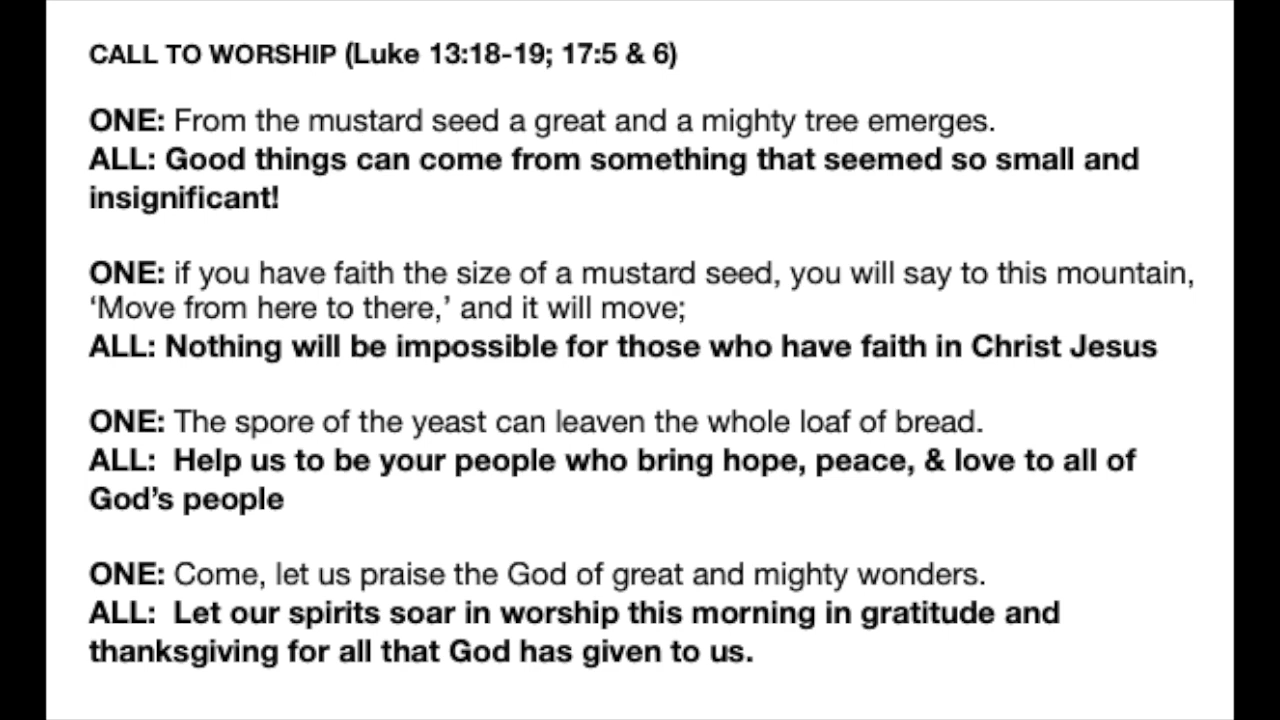 CALL TO WORSHIP (Luke 13:18-19; 17:5 & 6)
ONE: From the mustard seed a great and a mighty tree emerges.
ALL: Good things can come from something that seemed so small and
insignificant!
ONE: if you have faith the size of a mustard seed, you will say to this mountain,
‘Move from here to there,’ and it will move;
ALL: Nothing will be impossible for those who have faith in Christ Jesus
ONE: The spore of the yeast can leaven the whole loaf of bread.
ALL:  Help us to be your people who bring hope, peace, & love to all of
God’s people
ONE: Come, let us praise the God of great and mighty wonders.
ALL:  Let our spirits soar in worship this morning in gratitude and
thanksgiving for all that God has given to us.